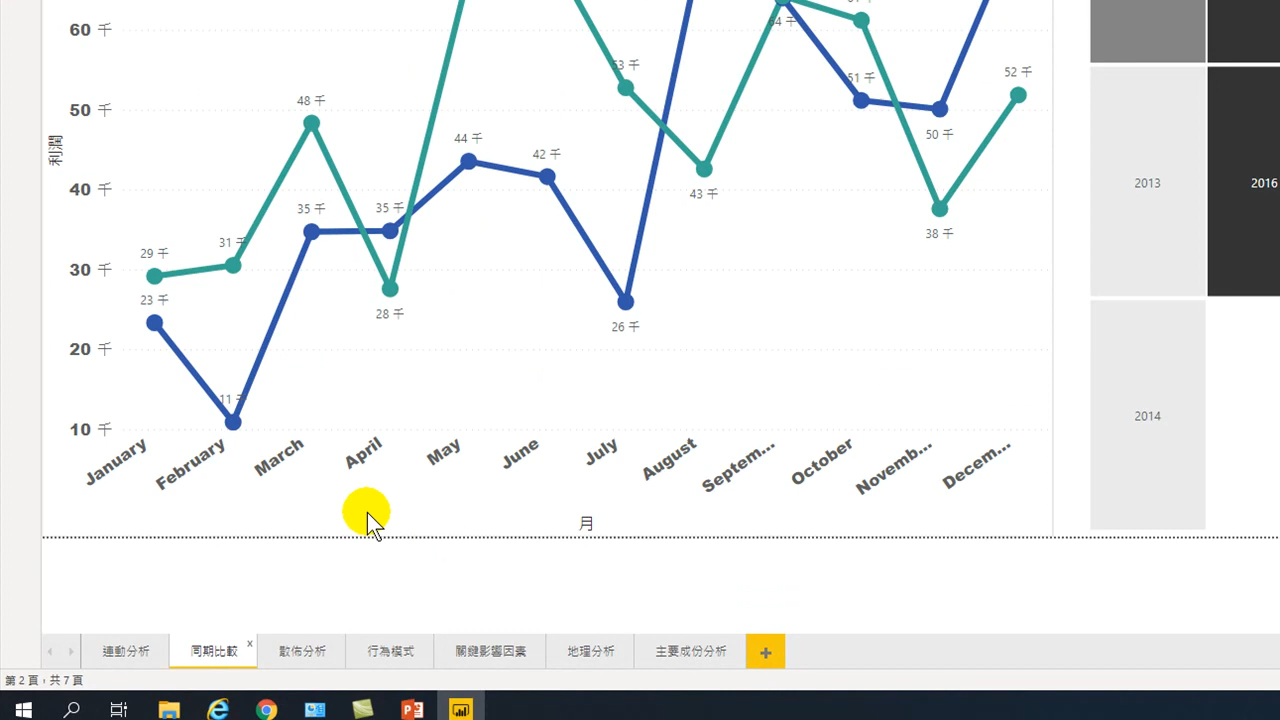 60 千
50 千
40 千
30 千
20 千
10 千
利潤
29 千
31 千
48 千
28 千
53 千
43 千
38 千
52 千
23 千
11 千
35 千
35 千
44 千
42 千
26 千
51 千
50 千
January
February
March
April
May
June
July
August
Septem...
October
Novemb...
Decem...
月
2013
2016
2014
連動分析
同期比較
x
散佈分析
行為模式
關鍵影響因素
地理分析
主要成份分析
+
第 2 頁，共 7 頁